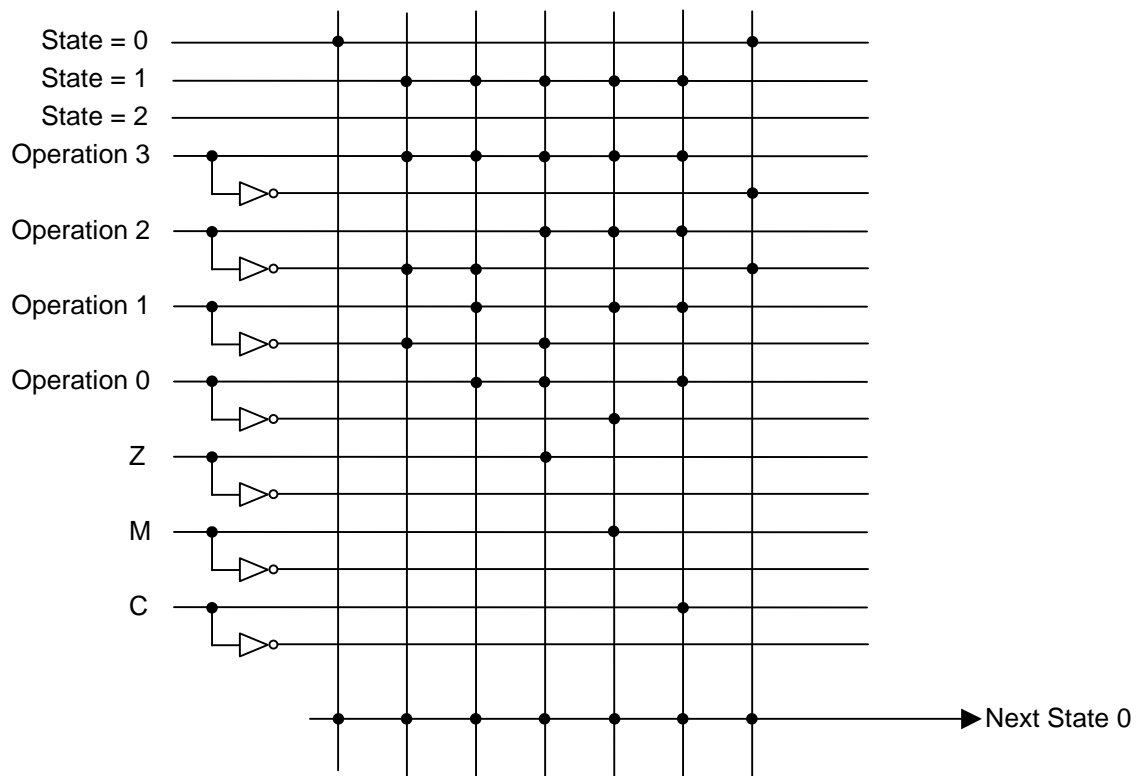 State = 0
State = 1
State = 2
Operation 3
Operation 2
Operation 1
Operation 0
Z
M
C
Next State 0